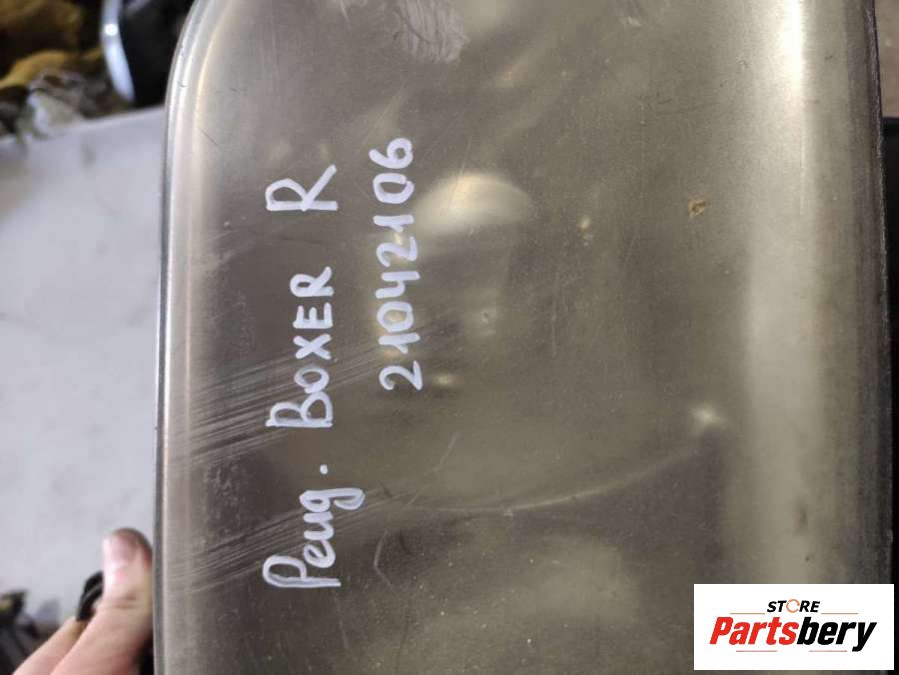 Peug. BOXER R
21042106
STORE
Partsbery